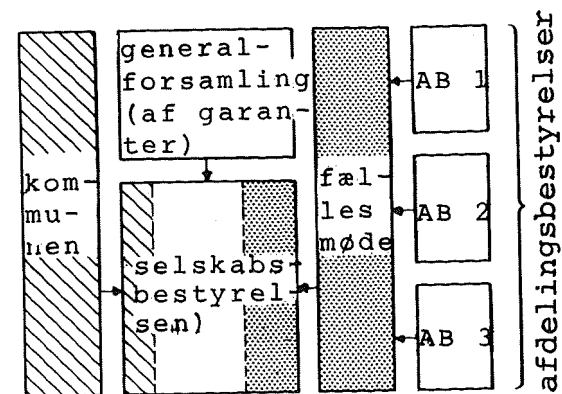 general-
forsamling
(af garan-
ter)
kom-
mu-
nen
selskabs-
bestyrel-
sen)
fæl-
les
møde
AB 1
AB 2
AB 3
afdelingsbestyrelser